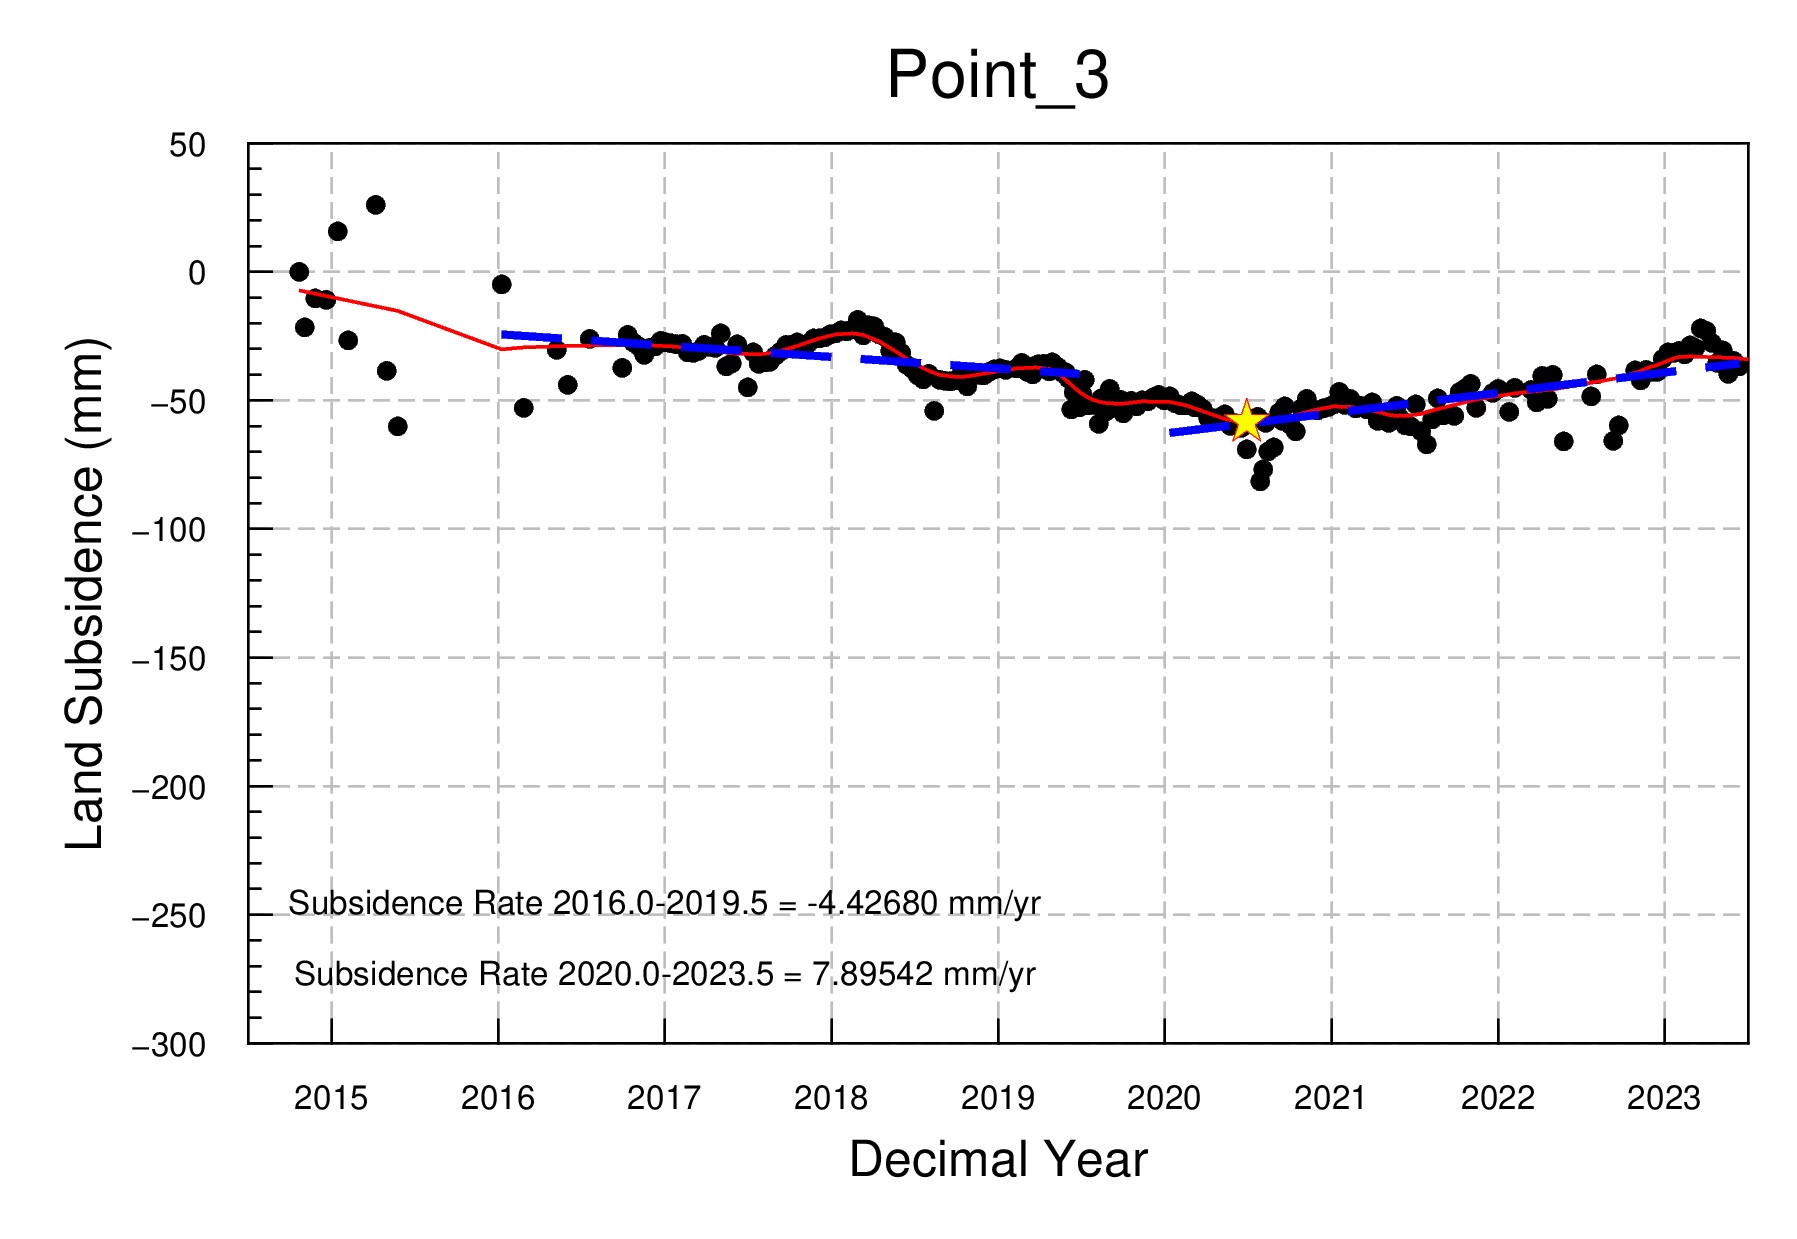 Point_3
50
0
−50
−100
−150
−200
−250
−300
Land Subsidence (mm)
Subsidence Rate 2016.0-2019.5 = -4.42680 mm/yr
Subsidence Rate 2020.0-2023.5 = 7.89542 mm/yr
2015 2016 2017 2018 2019 2020 2021 2022 2023
Decimal Year